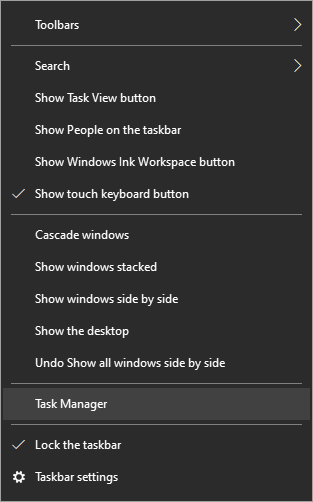 Toolbars
Search
Show Task View button
Show People on the taskbar
Show Windows Ink Workspace button
Show touch keyboard button
Cascade windows
Show windows stacked
Show windows side by side
Show the desktop
Undo Show all windows side by side
Task Manager
Lock the taskbar
Taskbar settings